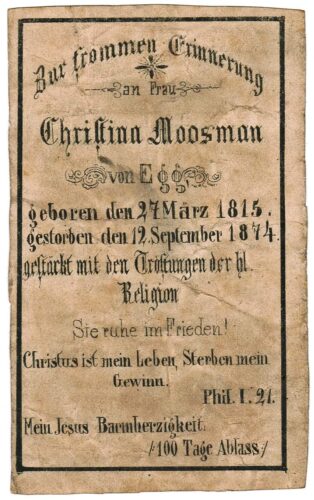 Zur frommen Erinnerung
an Frau
Christina Moosman
von Egg,
geboren den 27 März 1815.
gestorben den 12. September 1874.
gestärkt mit den Tröstungen der hl.
Religion
Sie ruhe im Frieden!
Christus ist mein Leben, Sterben mein
Gewinn.
Phil. I. 21.
Mein Jesus Barmherzigkeit.
/100 Tage Ablass/